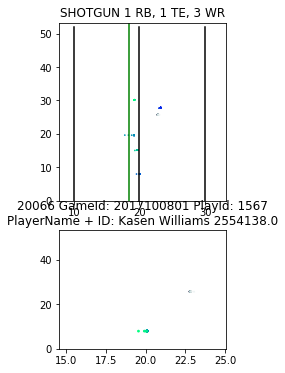 SHOTGUN 1 RB, 1 TE, 3 WR
50
40
30
20
10
0
10 20 30
20066 GameId: 2017100801 PlayId: 1567
PlayerName + ID: Kasen Williams 2554138.0
40
20
0
15.0 17.5 20.0 22.5 25.0